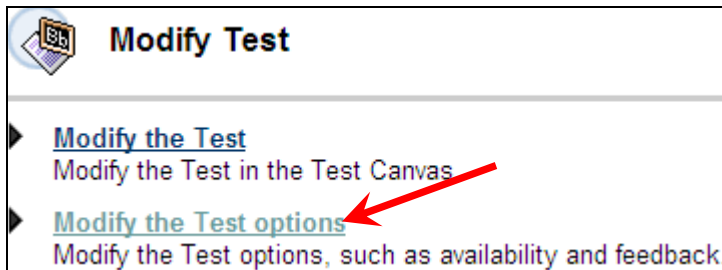 Bb
Modify Test
Modify the Test
Modify the Test in the Test Canvas
Modify the Test options
Modify the Test options, such as availability and feedback